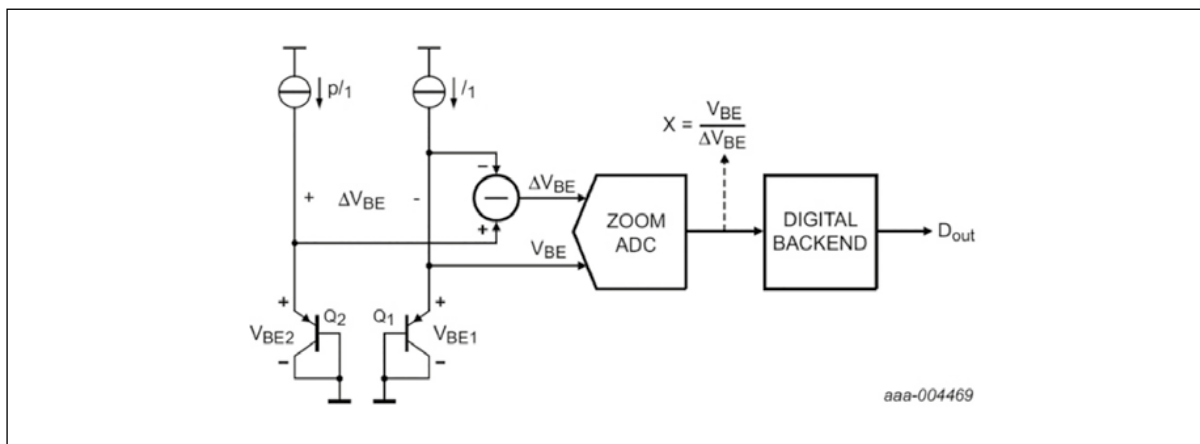 p/1
/1
X = VBE
ΔVBE
+ ΔVBE -
-
ΔVBE
+
ZOOM
ADC
DIGITAL
BACKEND
Dout
VBE
+
Q2
Q1
+
VBE2
VBE1
-
-
aaa-004469